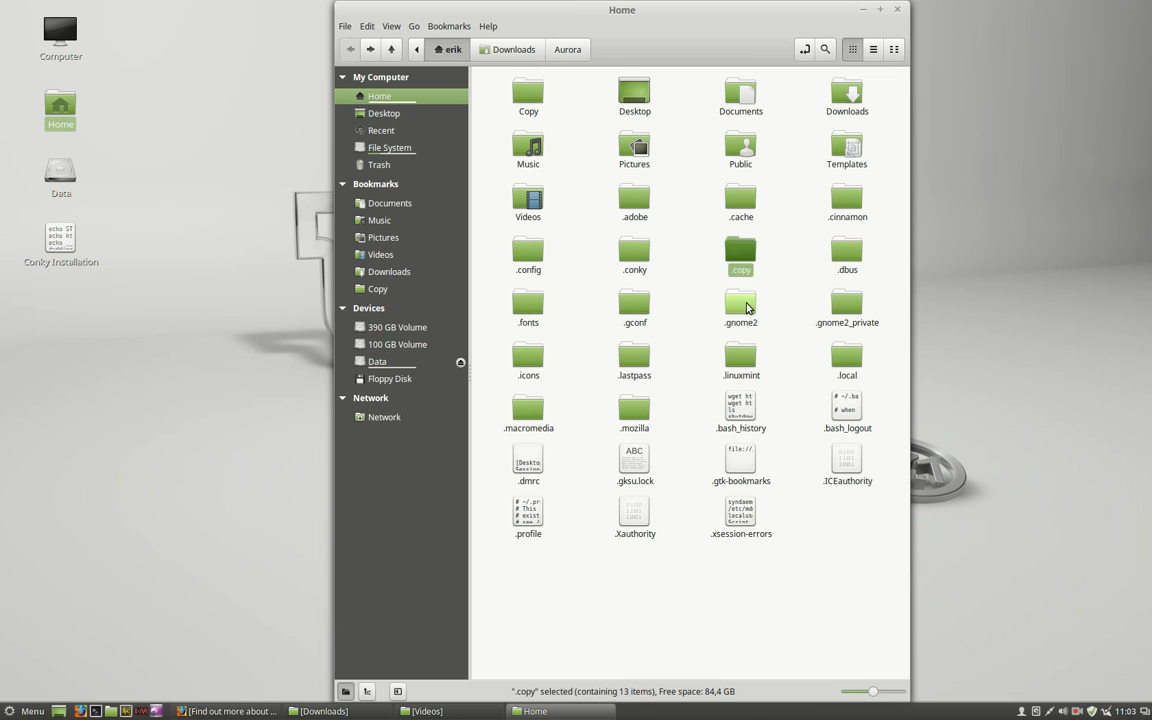 Home
File Edit View Go Bookmarks Help
erik Downloads Aurora
Computer
Home
Data
Conky Installation
My Computer
Home
Desktop
Recent
File System
Trash
Bookmarks
Documents
Music
Pictures
Videos
Downloads
Copy
Devices
390 GB Volume
100 GB Volume
Data
Floppy Disk
Network
Network
Copy Desktop Documents Downloads
Music Pictures Public Templates
Videos .adobe .cache .cinnamon
.config .conky .copy .dbus
.fonts .gconf .gnome2 .gnome2_private
.icons .lastpass .linuxmint .local
.macromedia .mozilla .bash_history .bash_logout
.dmrc .gksu.lock .gtk-bookmarks .ICEauthority
.profile .Xauthority .xsession-errors
".copy" selected (containing 13 items), Free space: 84,4 GB
Menu [Find out more about ... [Downloads] [Videos] Home 11:03